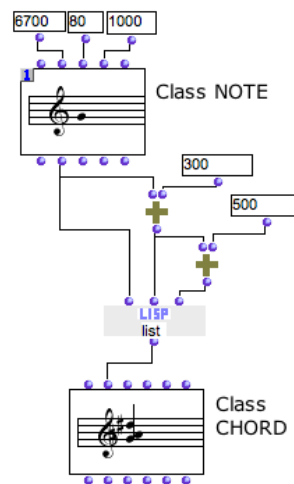 6700 80 1000
1
Class NOTE
300
500
LISP
list
Class
CHORD